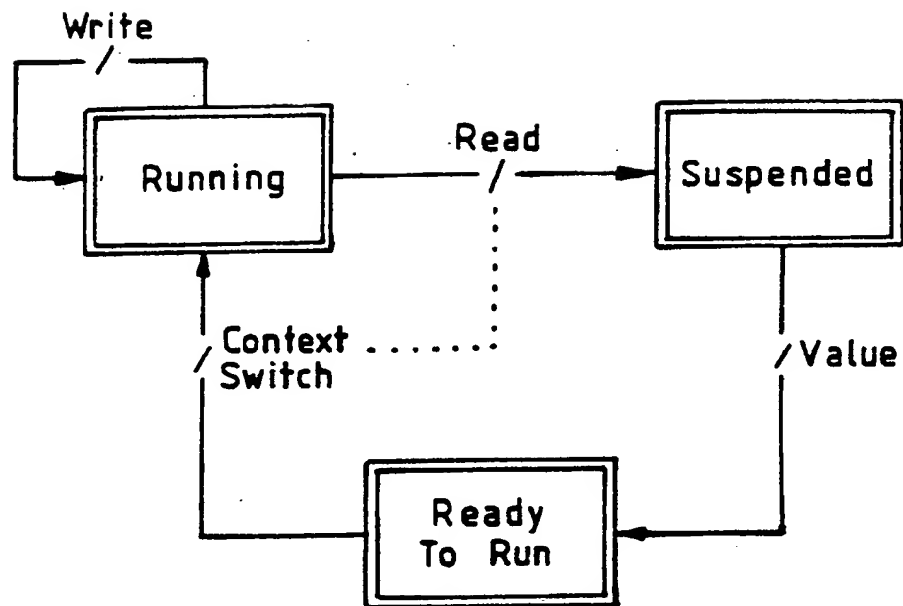 Write
Running
Read
Suspended
Context
Switch
Value
Ready
To Run